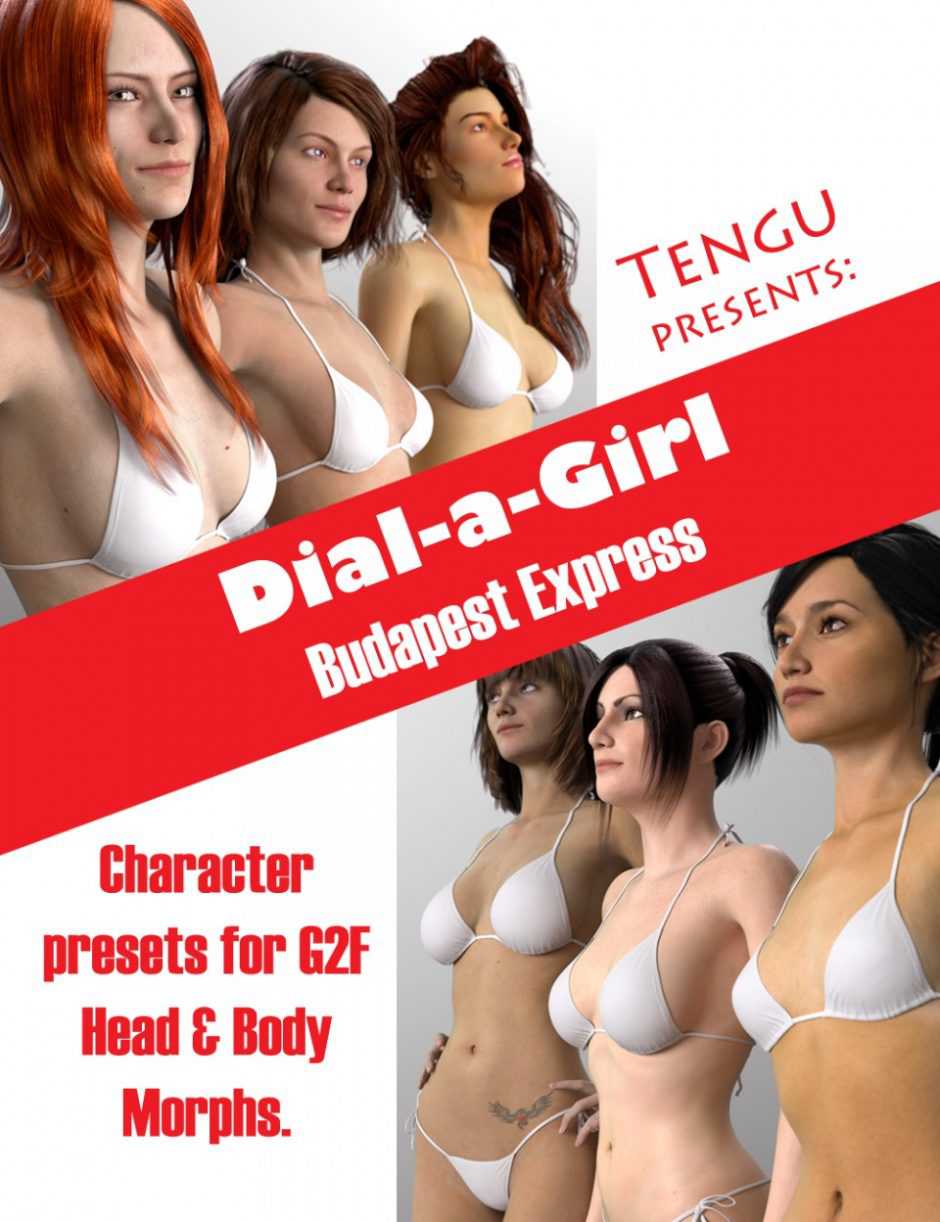 TENGU
PRESENTS:
Dial-a-Girl
Budapest Express
Character
presets for G2F
Head & Body
Morphs.